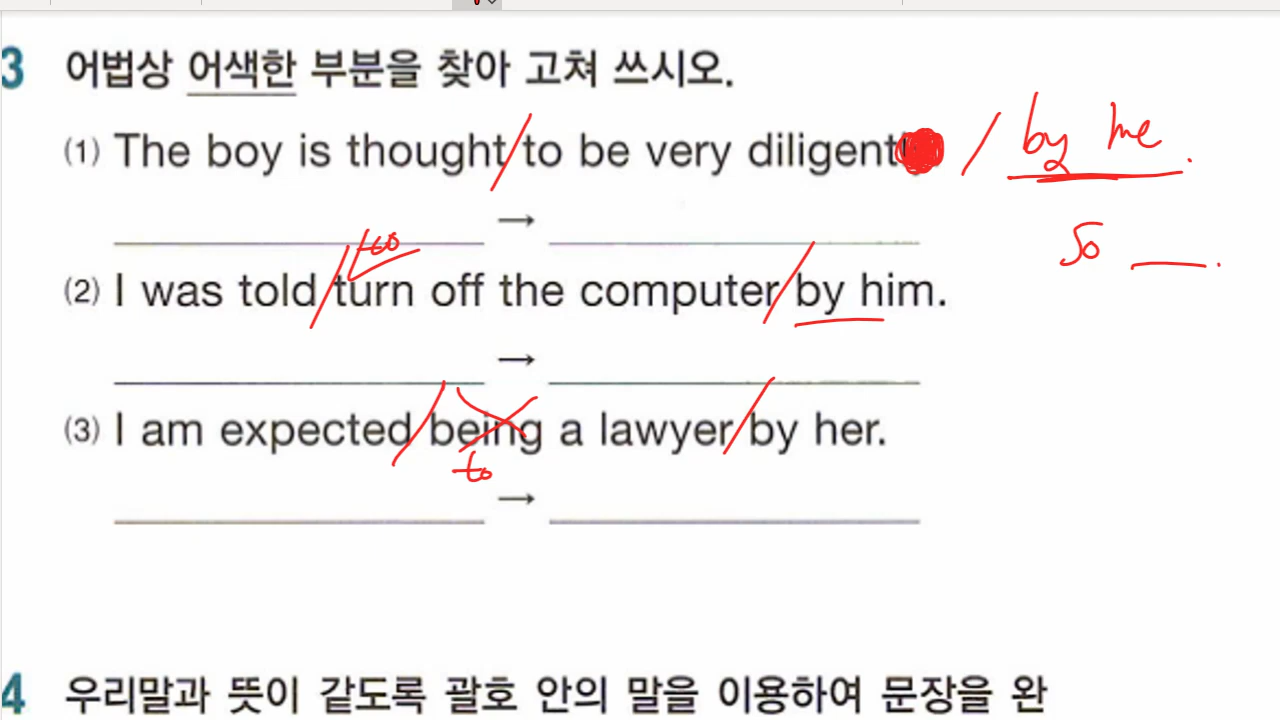 3 어법상 어색한 부분을 찾아 고쳐 쓰시오.
(1) The boy is thought / to be very diligent / by me.
→ so
to
(2) I was told / turn off the computer / by him.
→
(3) I am expected / being a lawyer / by her.
to
→
4 우리말과 뜻이 같도록 괄호 안의 말을 이용하여 문장을 완